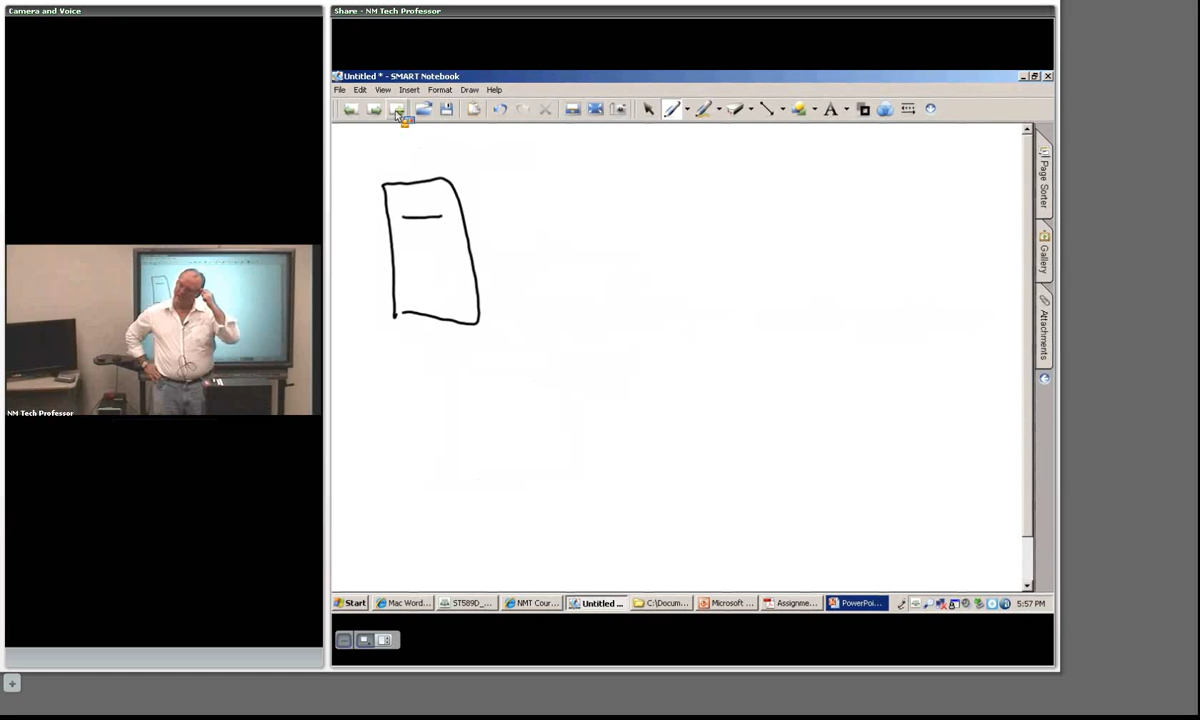 Camera and Voice
Share - NM Tech Professor
Untitled * - SMART Notebook
File Edit View Insert Format Draw Help
Page Sorter
Gallery
Attachments
NM Tech Professor
Start
Mac Word...
ST589D_...
NMT Cour...
Untitled ...
C:\Docum...
Microsoft ...
Assignme...
PowerPoi...
5:57 PM